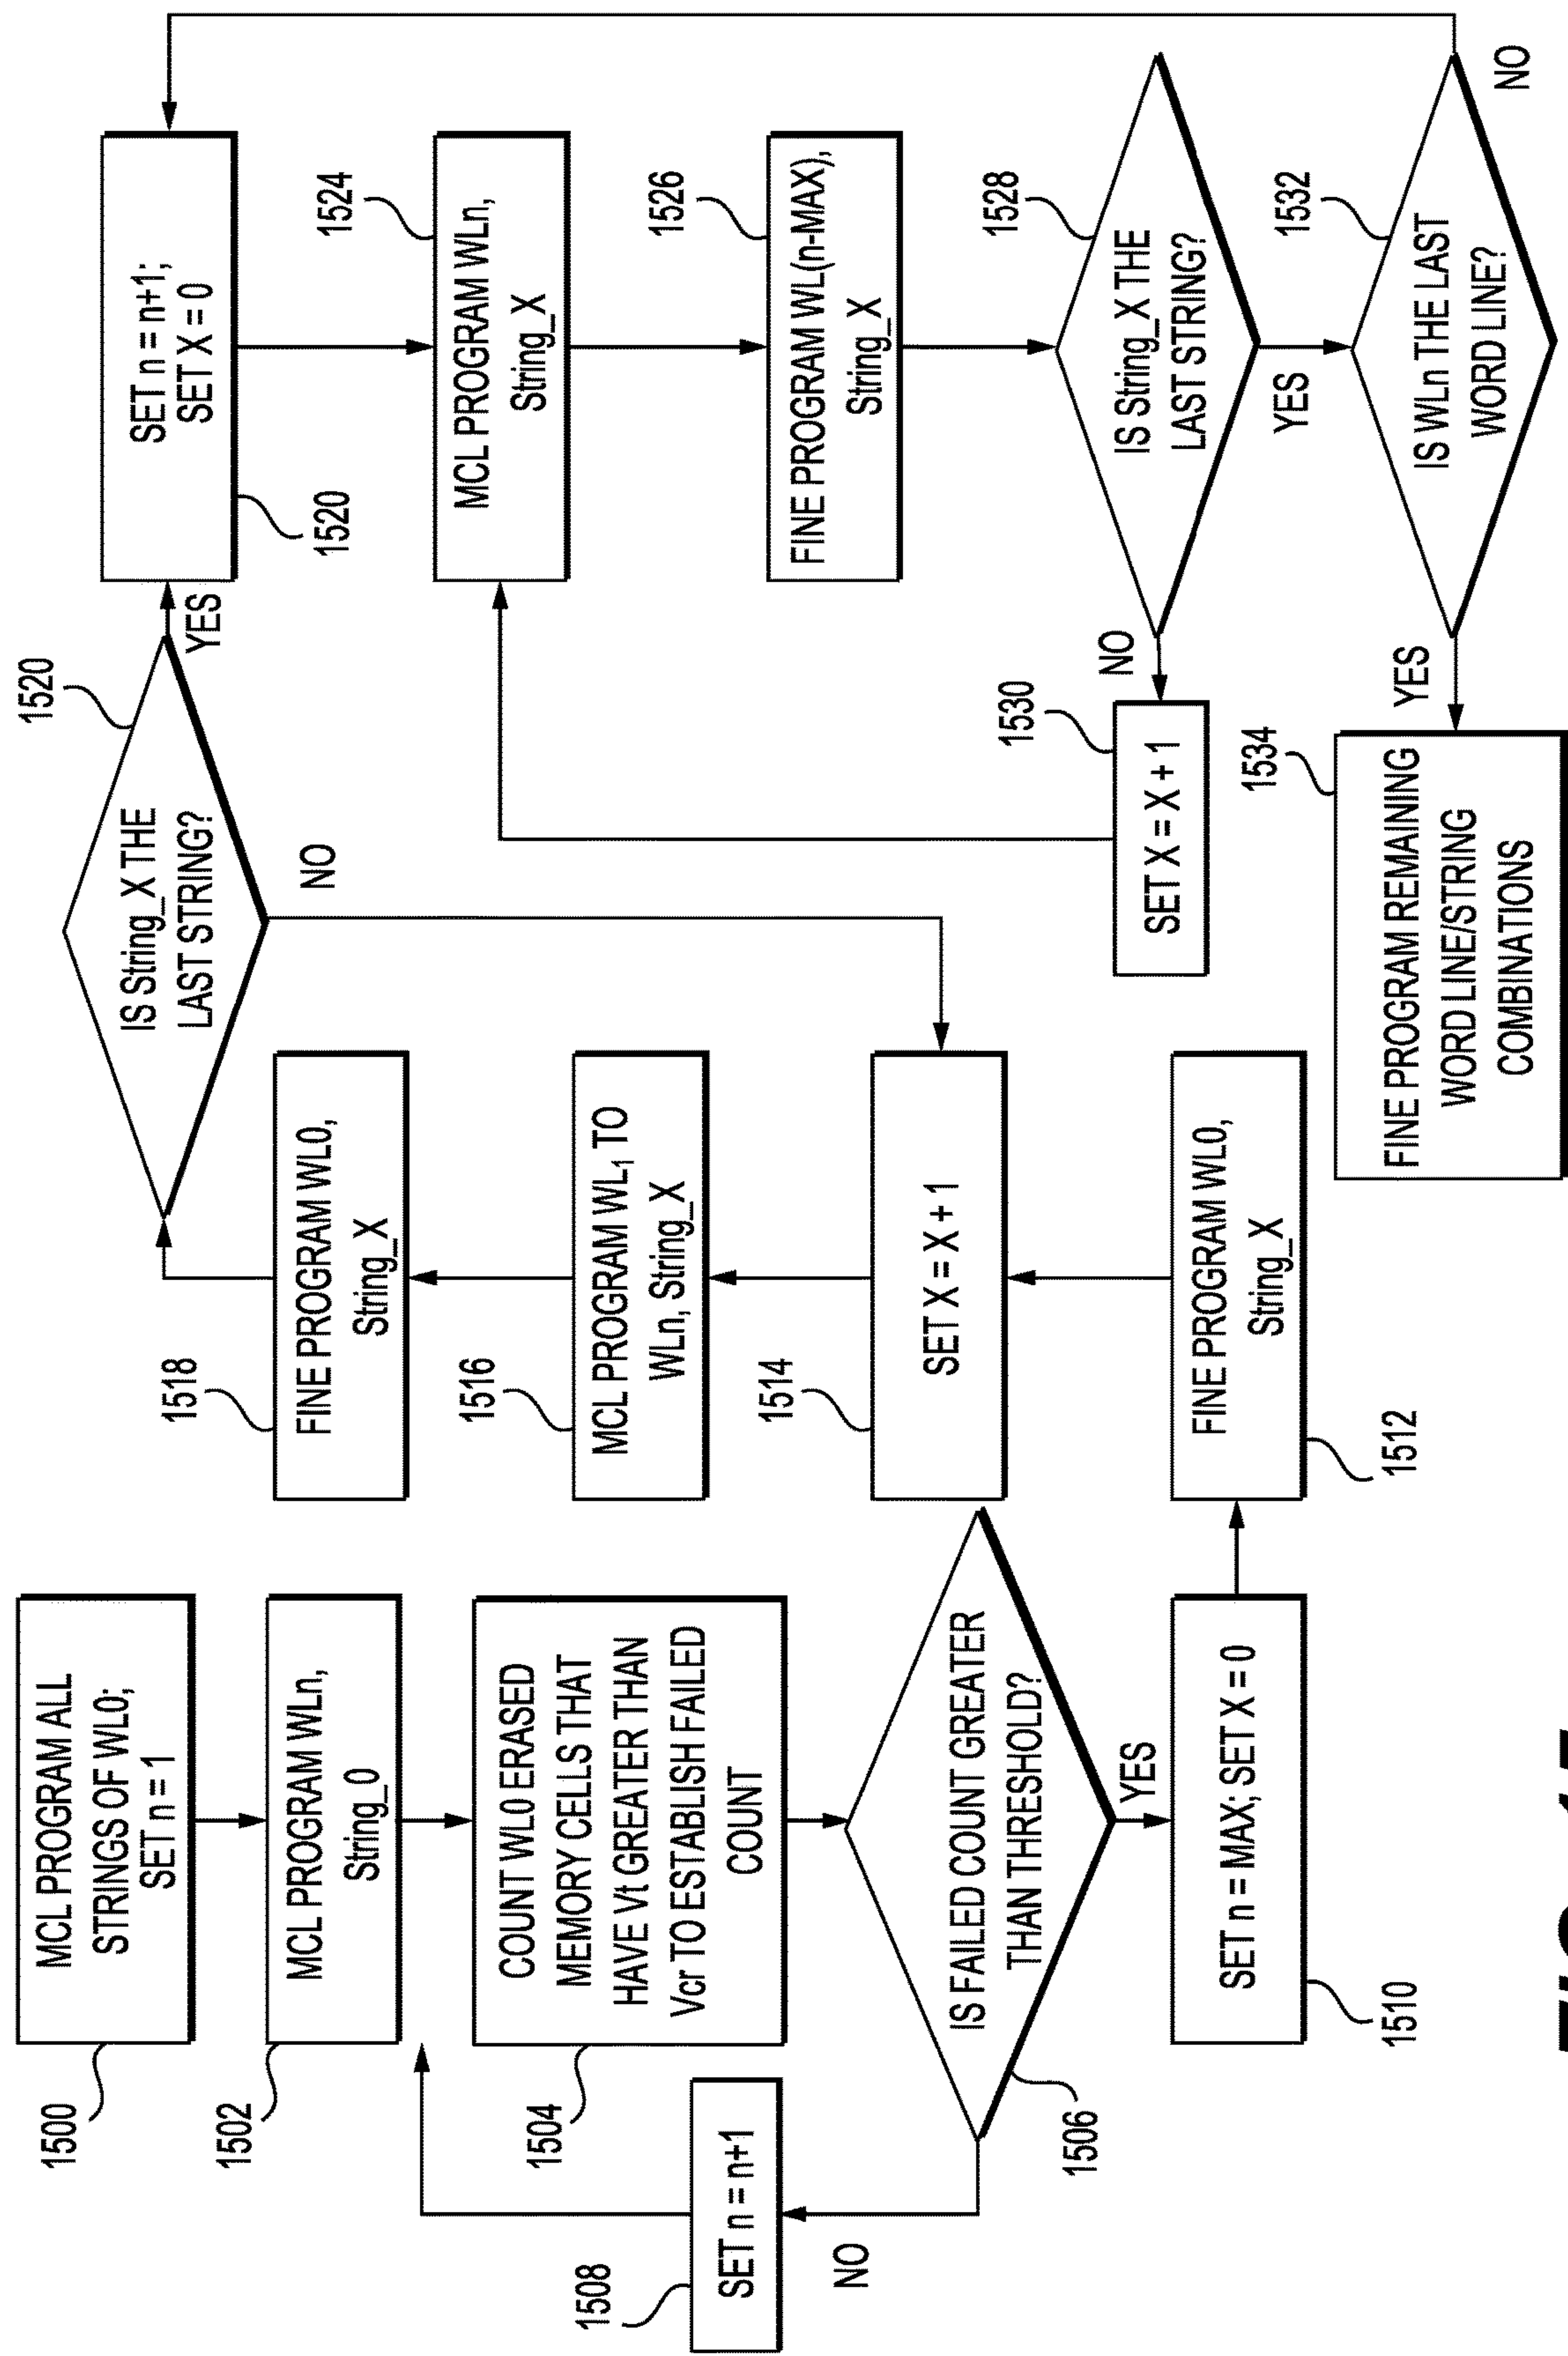 1500
MCL PROGRAM ALL
STRINGS OF WL0;
SET n = 1
1502
MCL PROGRAM WLn,
String_0
1504
COUNT WL0 ERASED
MEMORY CELLS THAT
HAVE Vt GREATER THAN
Vcr TO ESTABLISH FAILED
COUNT
1508
SET n = n+1
NO
1506
IS FAILED COUNT GREATER
THAN THRESHOLD?
YES
1510
SET n = MAX; SET X = 0
1512
FINE PROGRAM WL0,
String_X
1514
SET X = X + 1
1516
MCL PROGRAM WL₁ TO
WLn, String_X
1518
FINE PROGRAM WL0,
String_X
1520
IS String_X THE
LAST STRING?
NO
YES
1520
SET n = n+1;
SET X = 0
1524
MCL PROGRAM WLn,
String_X
1526
FINE PROGRAM WL(n-MAX),
String_X
1528
IS String_X THE
LAST STRING?
NO
YES
1530
SET X = X + 1
1532
IS WLn THE LAST
WORD LINE?
NO
YES
1534
FINE PROGRAM REMAINING
WORD LINE/STRING
COMBINATIONS